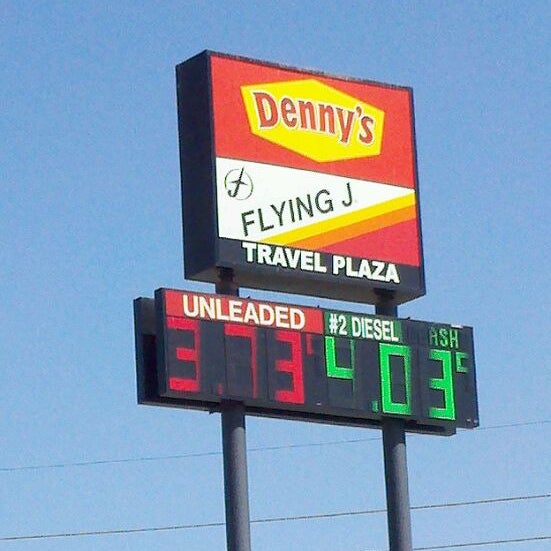 Denny's
FLYING J
TRAVEL PLAZA
UNLEADED #2 DIESEL
3.73 4.03